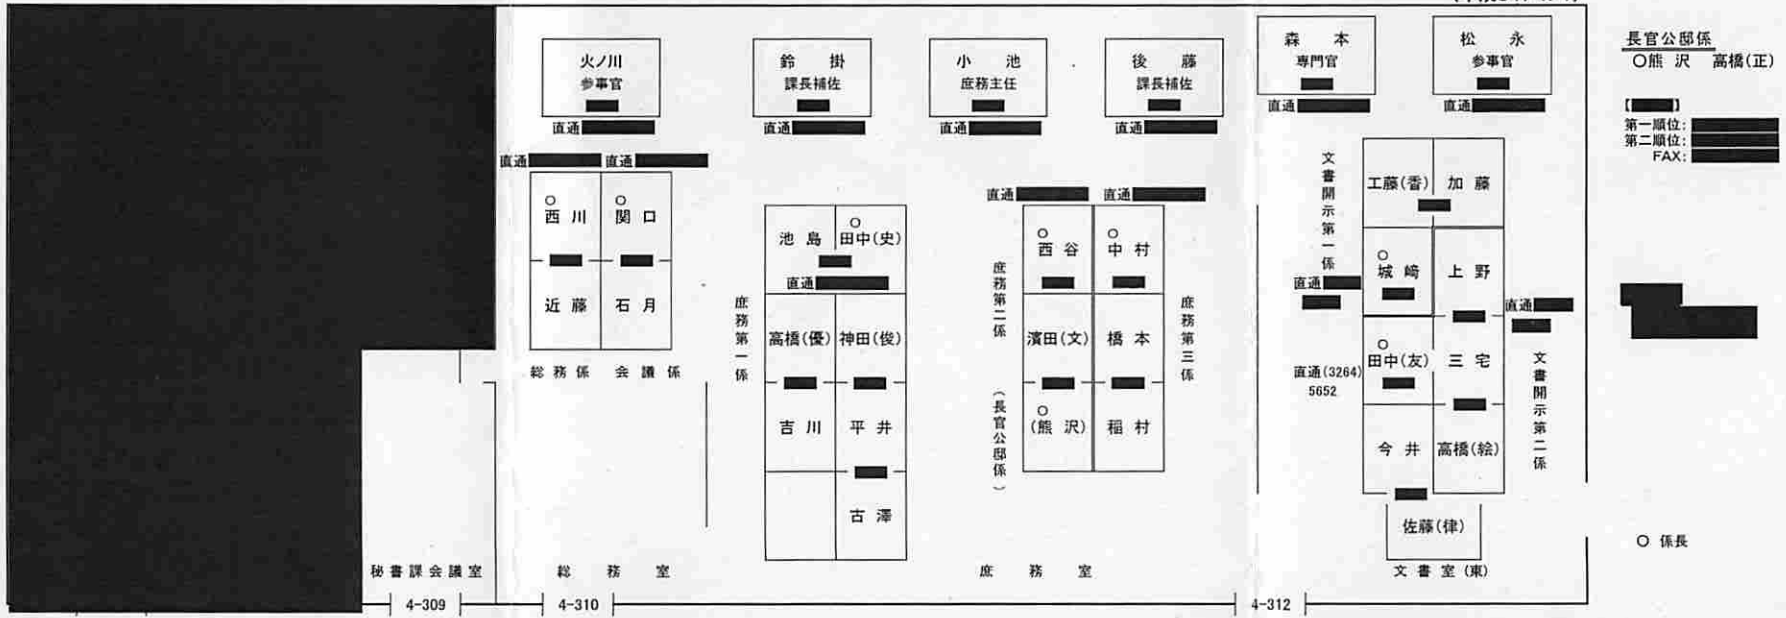 火ノ川
参事官
直通
鈴掛
課長補佐
直通
小池
庶務主任
直通
後藤
課長補佐
直通
森本
専門官
直通
松永
参事官
直通
長官公邸係
○熊沢 高橋(正)
【 】
第一順位:
第二順位:
FAX:
直通 直通
○ ○
西川 関口
近藤 石月
総務係 会議係
庶務第一係
○
池島 田中(史)
直通
高橋(優) 神田(俊)
吉川 平井
古澤
直通 直通
庶務第二係
(長官公邸係)
○ ○
西谷 中村
濱田(文) 橋本
○
(熊沢) 稲村
庶務第三係
文書開示第一係
直通
直通(3264)
5652
工藤(香) 加藤
○
城﨑 上野
○
田中(友) 三宅
今井 高橋(絵)
佐藤(律)
直通
文書開示第二係
○ 係長
秘書課会議室 総務室 庶務室 文書室(東)
4-309 4-310 4-312